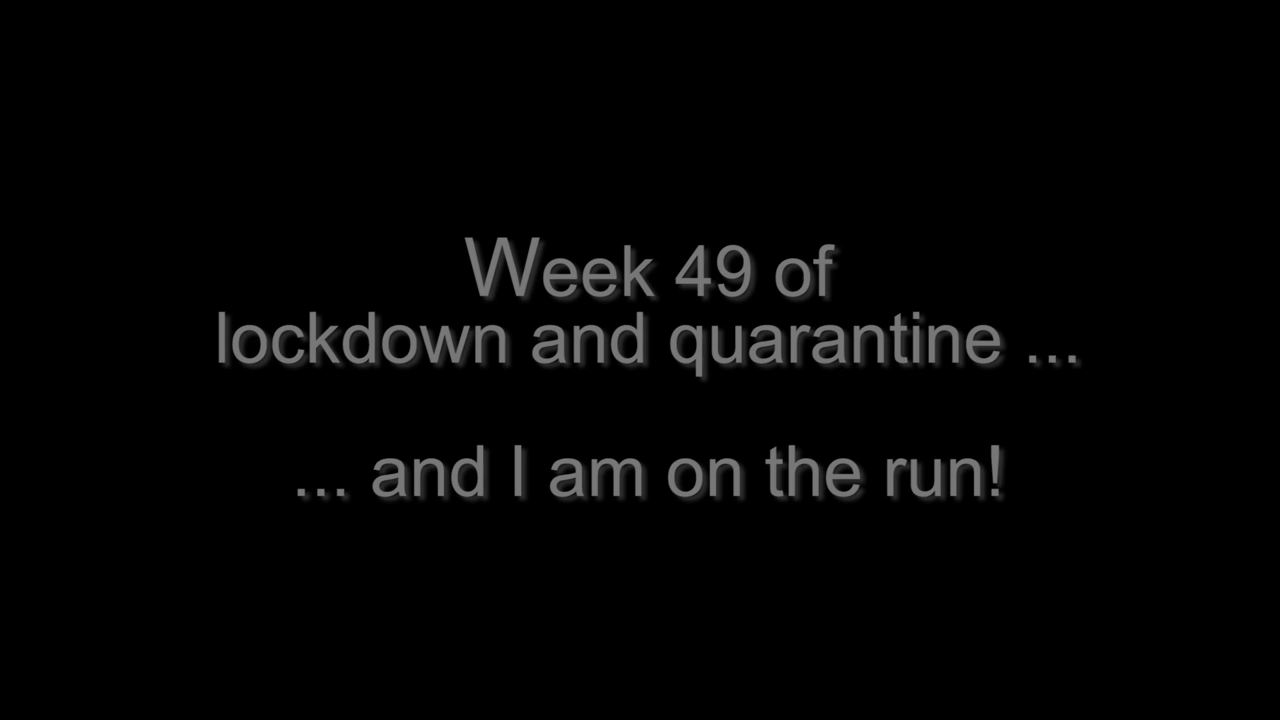 Week 49 of
lockdown and quarantine ...
... and I am on the run!